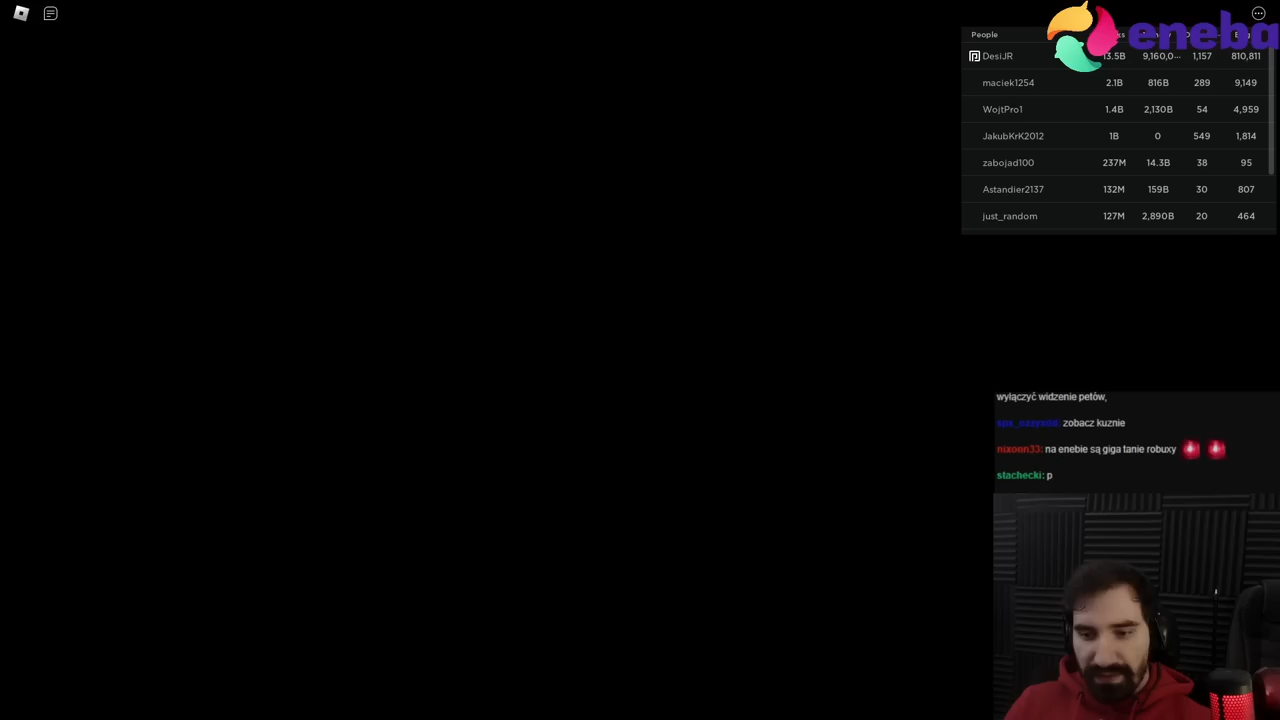 eneba
People
DesiJR 13.5B 9,160,0... 1,157 810,811
maciek1254 2.1B 816B 289 9,149
WojtPro1 1.4B 2,130B 54 4,959
JakubKrK2012 1B 0 549 1,814
zabojad100 237M 14.3B 38 95
Astandier2137 132M 159B 30 807
just_random 127M 2,890B 20 464
wyłączyć widzenie petów,
zobacz kuznie
nixonn33: na enebie są giga tanie robuxy
stachecki: p